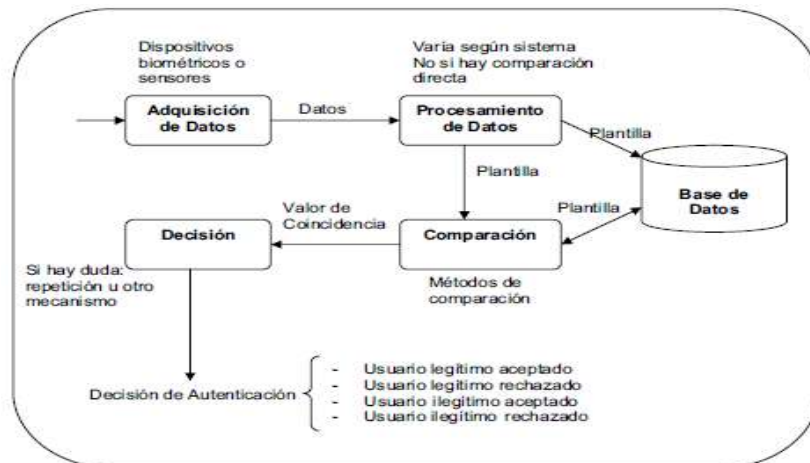 Dispositivos
biométricos o
sensores
Varía según sistema
No si hay comparación
directa
Adquisición
de Datos
Datos
Procesamiento
de Datos
Plantilla
Plantilla
Base de
Datos
Valor de
Coincidencia
Plantilla
Decisión
Comparación
Si hay duda:
repetición u otro
mecanismo
Métodos de
comparación
Decisión de Autenticación
- Usuario legítimo aceptado
- Usuario legítimo rechazado
- Usuario ilegítimo aceptado
- Usuario ilegítimo rechazado